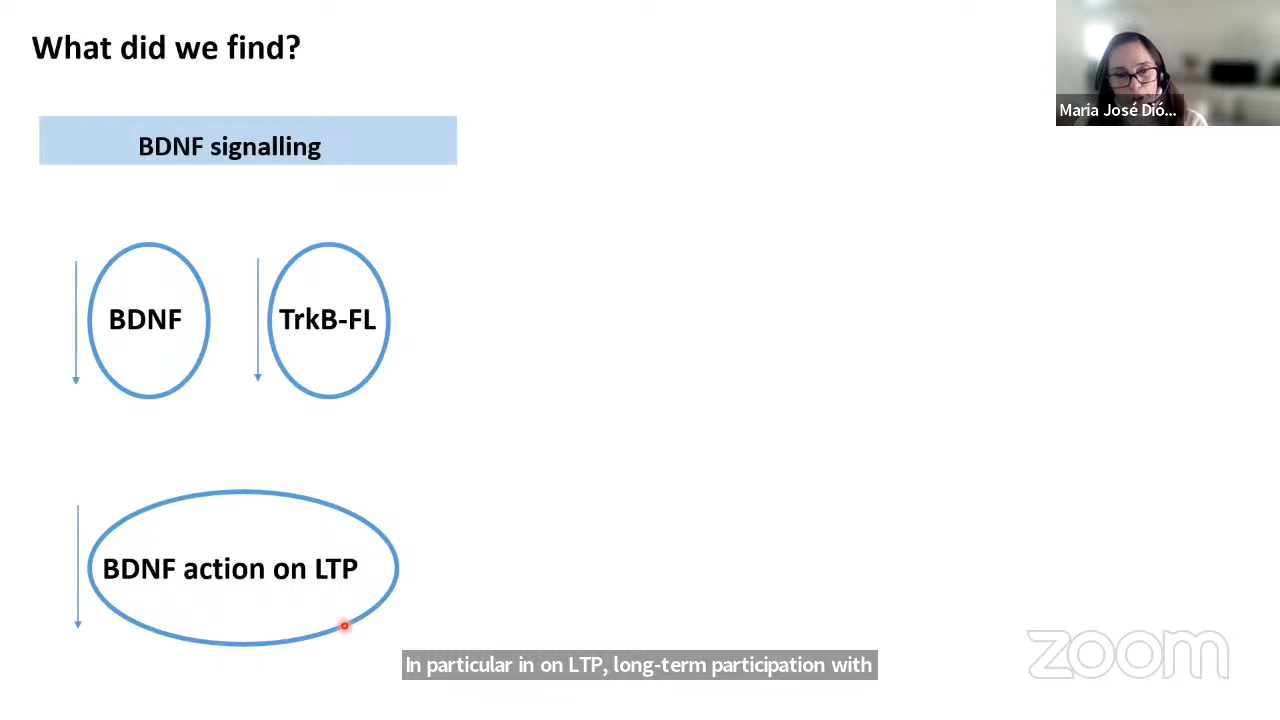 What did we find?
Maria José Dió...
BDNF signalling
BDNF
TrkB-FL
BDNF action on LTP
In particular in on LTP, long-term participation with
zoom